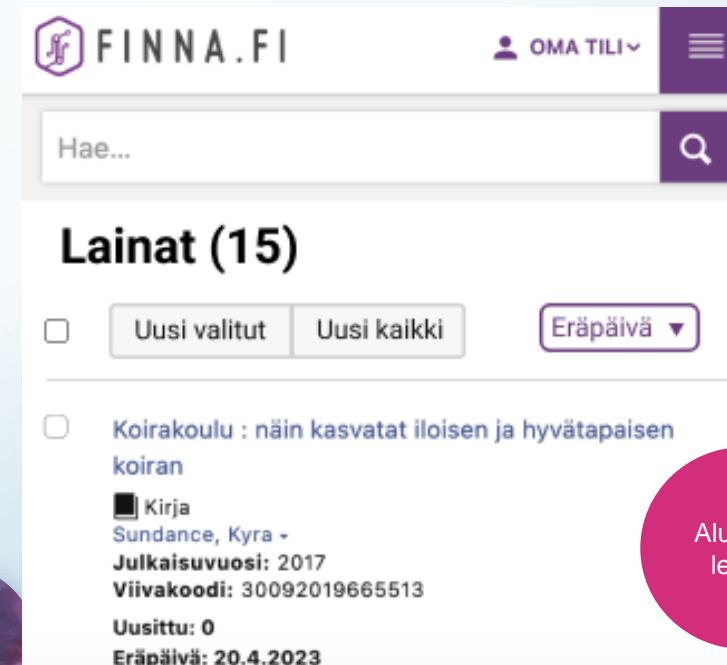 FINNA.FI
OMA TILI
Hae...
Lainat (15)
Uusi valitut Uusi kaikki Eräpäivä
Koirakoulu : näin kasvatat iloisen ja hyvätapaisen
koiran
Kirja
Sundance, Kyra
Julkaisuvuosi: 2017
Viivakoodi: 30092019665513
Uusittu: 0
Eräpäivä: 20.4.2023